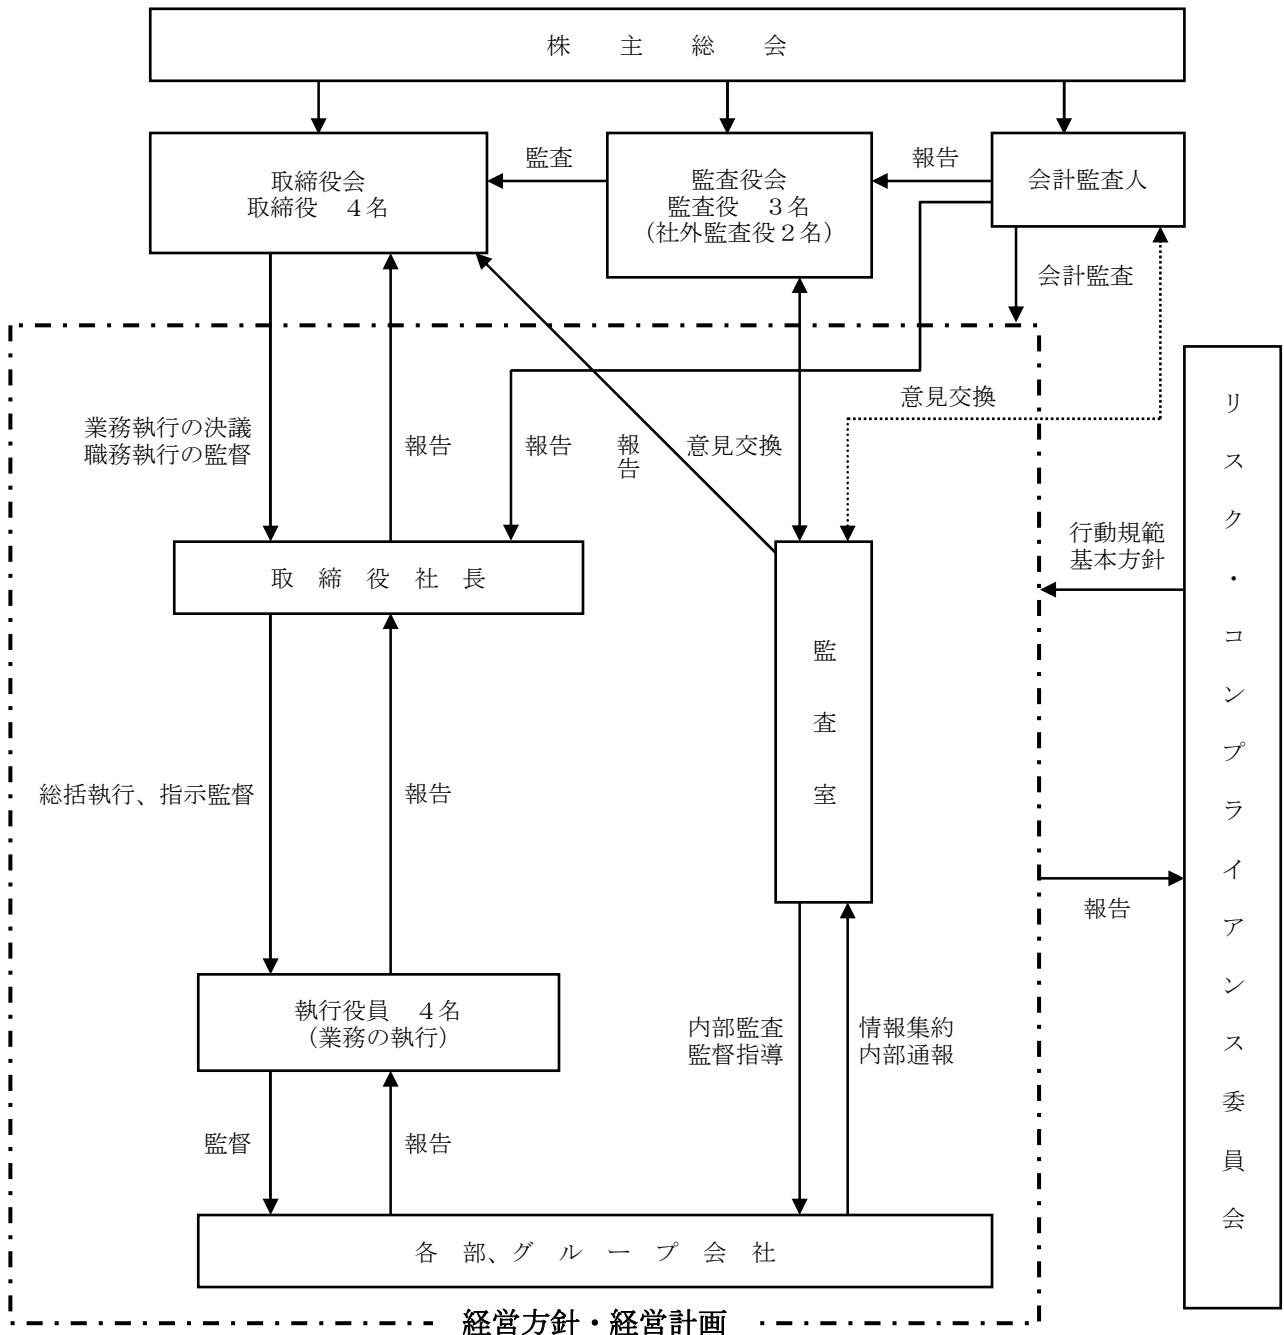 株　主　総　会
取締役会
取締役　４名
監査
監査役会
監査役　３名
（社外監査役２名）
報告
会計監査人
会計監査
業務執行の決議
職務執行の監督
報告
報告
報告
意見交換
意見交換
取　締　役　社　長
監査室
行動規範
基本方針
リスク・コンプライアンス委員会
総括執行、指示監督
報告
報告
執行役員　４名
（業務の執行）
内部監査
監督指導
情報集約
内部通報
監督
報告
各　部、グ　ル　ー　プ　会　社
経営方針・経営計画